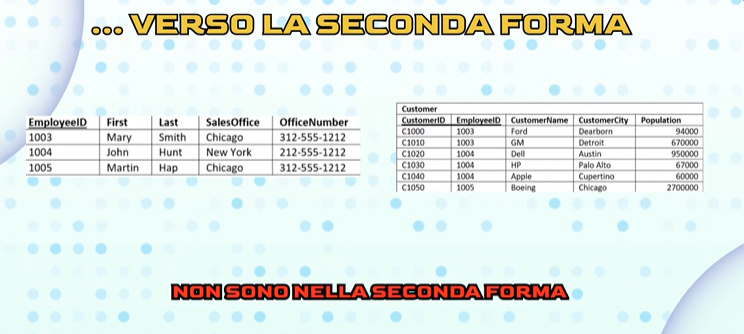 ... VERSO LA SECONDA FORMA
EmployeeID First Last SalesOffice OfficeNumber
1003 Mary Smith Chicago 312-555-1212
1004 John Hunt New York 212-555-1212
1005 Martin Hap Chicago 312-555-1212
Customer
CustomerID EmployeeID CustomerName CustomerCity Population
C1000 1003 Ford Dearborn 94000
C1010 1003 GM Detroit 670000
C1020 1004 Dell Austin 950000
C1030 1004 HP Palo Alto 67000
C1040 1004 Apple Cupertino 60000
C1050 1005 Boeing Chicago 2700000
NON SONO NELLA SECONDA FORMA